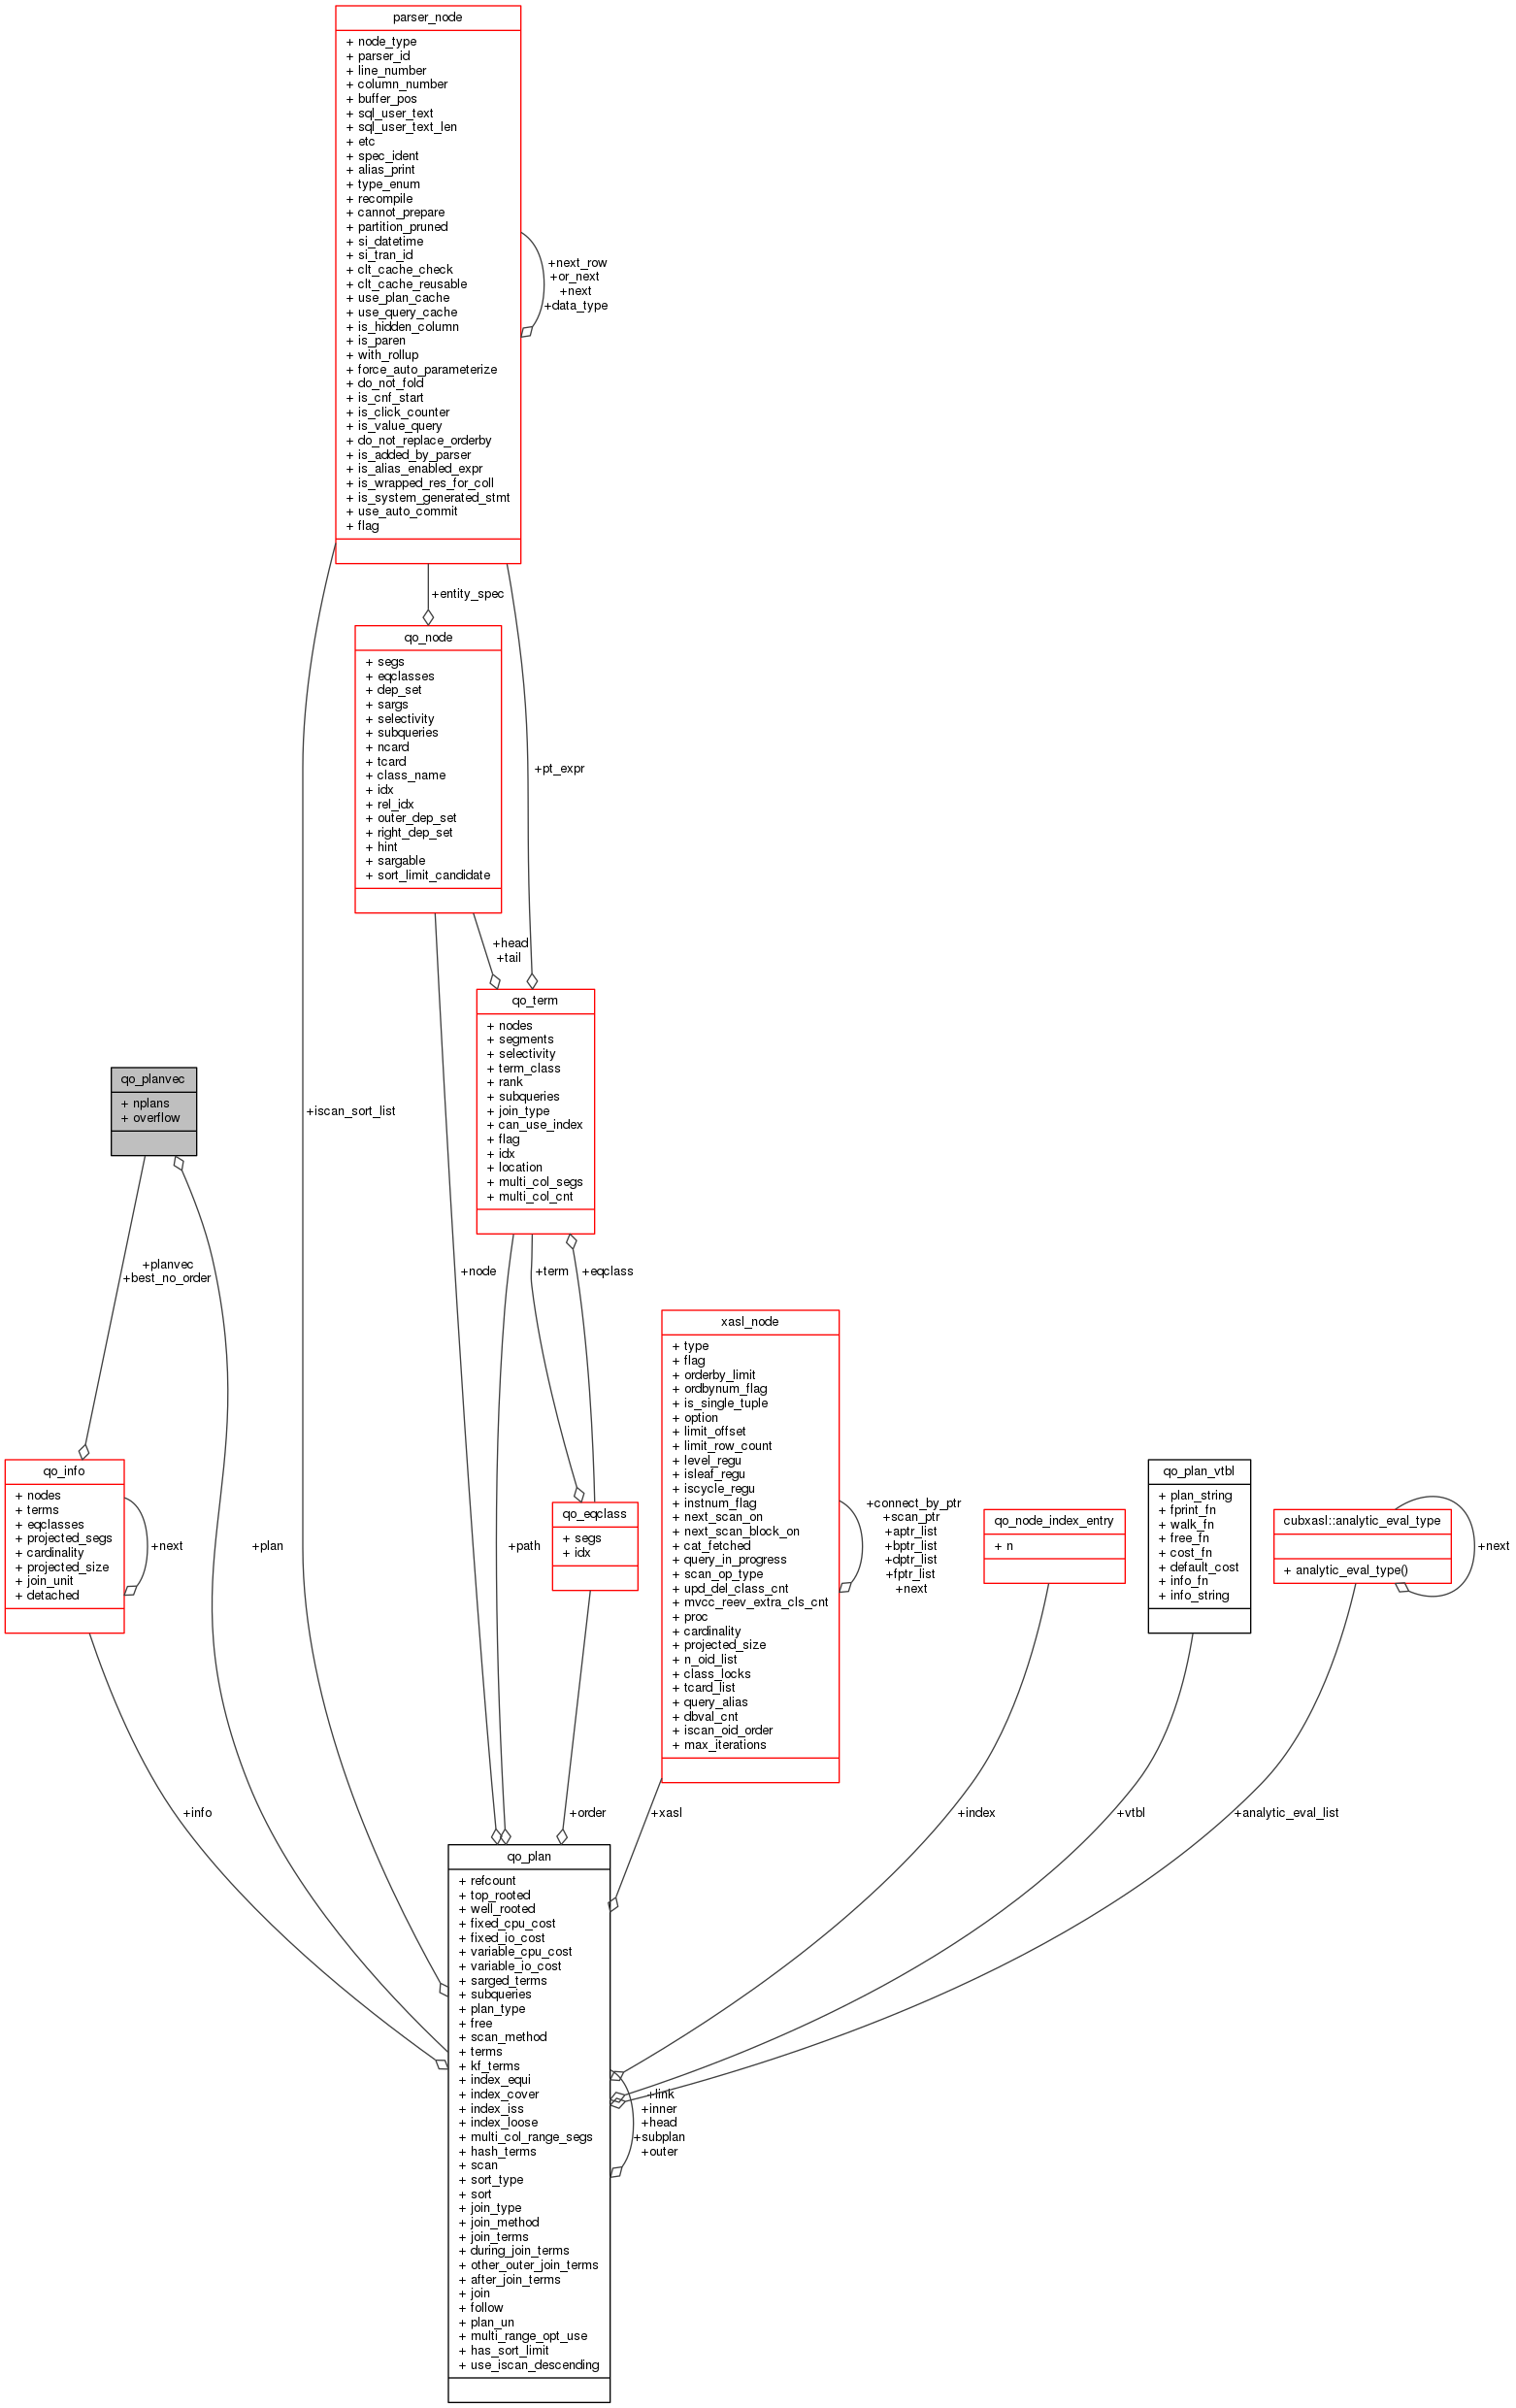 parser_node
+ node_type
+ parser_id
+ line_number
+ column_number
+ buffer_pos
+ sql_user_text
+ sql_user_text_len
+ etc
+ spec_ident
+ alias_print
+ type_enum
+ recompile
+ cannot_prepare
+ partition_pruned
+ si_datetime
+ si_tran_id
+ clt_cache_check
+ clt_cache_reusable
+ use_plan_cache
+ use_query_cache
+ is_hidden_column
+ is_paren
+ with_rollup
+ force_auto_parameterize
+ do_not_fold
+ is_cnf_start
+ is_click_counter
+ is_value_query
+ do_not_replace_orderby
+ is_added_by_parser
+ is_alias_enabled_expr
+ is_wrapped_res_for_coll
+ is_system_generated_stmt
+ use_auto_commit
+ flag
+next_row
+or_next
+next
+data_type
+entity_spec
qo_node
+ segs
+ eqclasses
+ dep_set
+ sargs
+ selectivity
+ subqueries
+ ncard
+ tcard
+ class_name
+ idx
+ rel_idx
+ outer_dep_set
+ right_dep_set
+ hint
+ sargable
+ sort_limit_candidate
+pt_expr
+head
+tail
qo_term
+ nodes
+ segments
+ selectivity
+ term_class
+ rank
+ subqueries
+ join_type
+ can_use_index
+ flag
+ idx
+ location
+ multi_col_segs
+ multi_col_cnt
qo_planvec
+ nplans
+ overflow
+iscan_sort_list
+planvec
+best_no_order
+node
+term
+eqclass
qo_info
+ nodes
+ terms
+ eqclasses
+ projected_segs
+ cardinality
+ projected_size
+ join_unit
+ detached
+next
+plan
+path
qo_eqclass
+ segs
+ idx
xasl_node
+ type
+ flag
+ orderby_limit
+ ordbynum_flag
+ is_single_tuple
+ option
+ limit_offset
+ limit_row_count
+ level_regu
+ isleaf_regu
+ iscycle_regu
+ instnum_flag
+ next_scan_on
+ next_scan_block_on
+ cat_fetched
+ query_in_progress
+ scan_op_type
+ upd_del_class_cnt
+ mvcc_reev_extra_cls_cnt
+ proc
+ cardinality
+ projected_size
+ n_oid_list
+ class_locks
+ tcard_list
+ query_alias
+ dbval_cnt
+ iscan_oid_order
+ max_iterations
+connect_by_ptr
+scan_ptr
+aptr_list
+bptr_list
+dptr_list
+fptr_list
+next
qo_node_index_entry
+ n
qo_plan_vtbl
+ plan_string
+ fprint_fn
+ walk_fn
+ free_fn
+ cost_fn
+ default_cost
+ info_fn
+ info_string
cubxasl::analytic_eval_type
+ analytic_eval_type()
+next
+info
+order
+xasl
+index
+vtbl
+analytic_eval_list
qo_plan
+ refcount
+ top_rooted
+ well_rooted
+ fixed_cpu_cost
+ fixed_io_cost
+ variable_cpu_cost
+ variable_io_cost
+ sarged_terms
+ subqueries
+ plan_type
+ free
+ scan_method
+ terms
+ kf_terms
+ index_equi
+ index_cover
+ index_iss
+ index_loose
+ multi_col_range_segs
+ hash_terms
+ scan
+ sort_type
+ sort
+ join_type
+ join_method
+ join_terms
+ during_join_terms
+ other_outer_join_terms
+ after_join_terms
+ join
+ follow
+ plan_un
+ multi_range_opt_use
+ has_sort_limit
+ use_iscan_descending
+link
+inner
+head
+subplan
+outer